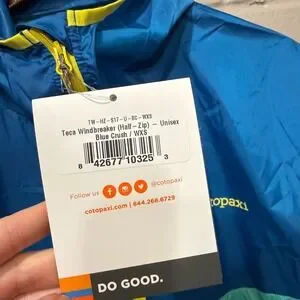 TW-HZ-S17-U-BC-WXS
Teca Windbreaker (Half-Zip) — Unisex
Blue Crush / WXS
8 42677 10325 3
Follow us @cotopaxi
cotopaxi.com | 844.268.6729
cotopaxi
DO GOOD.